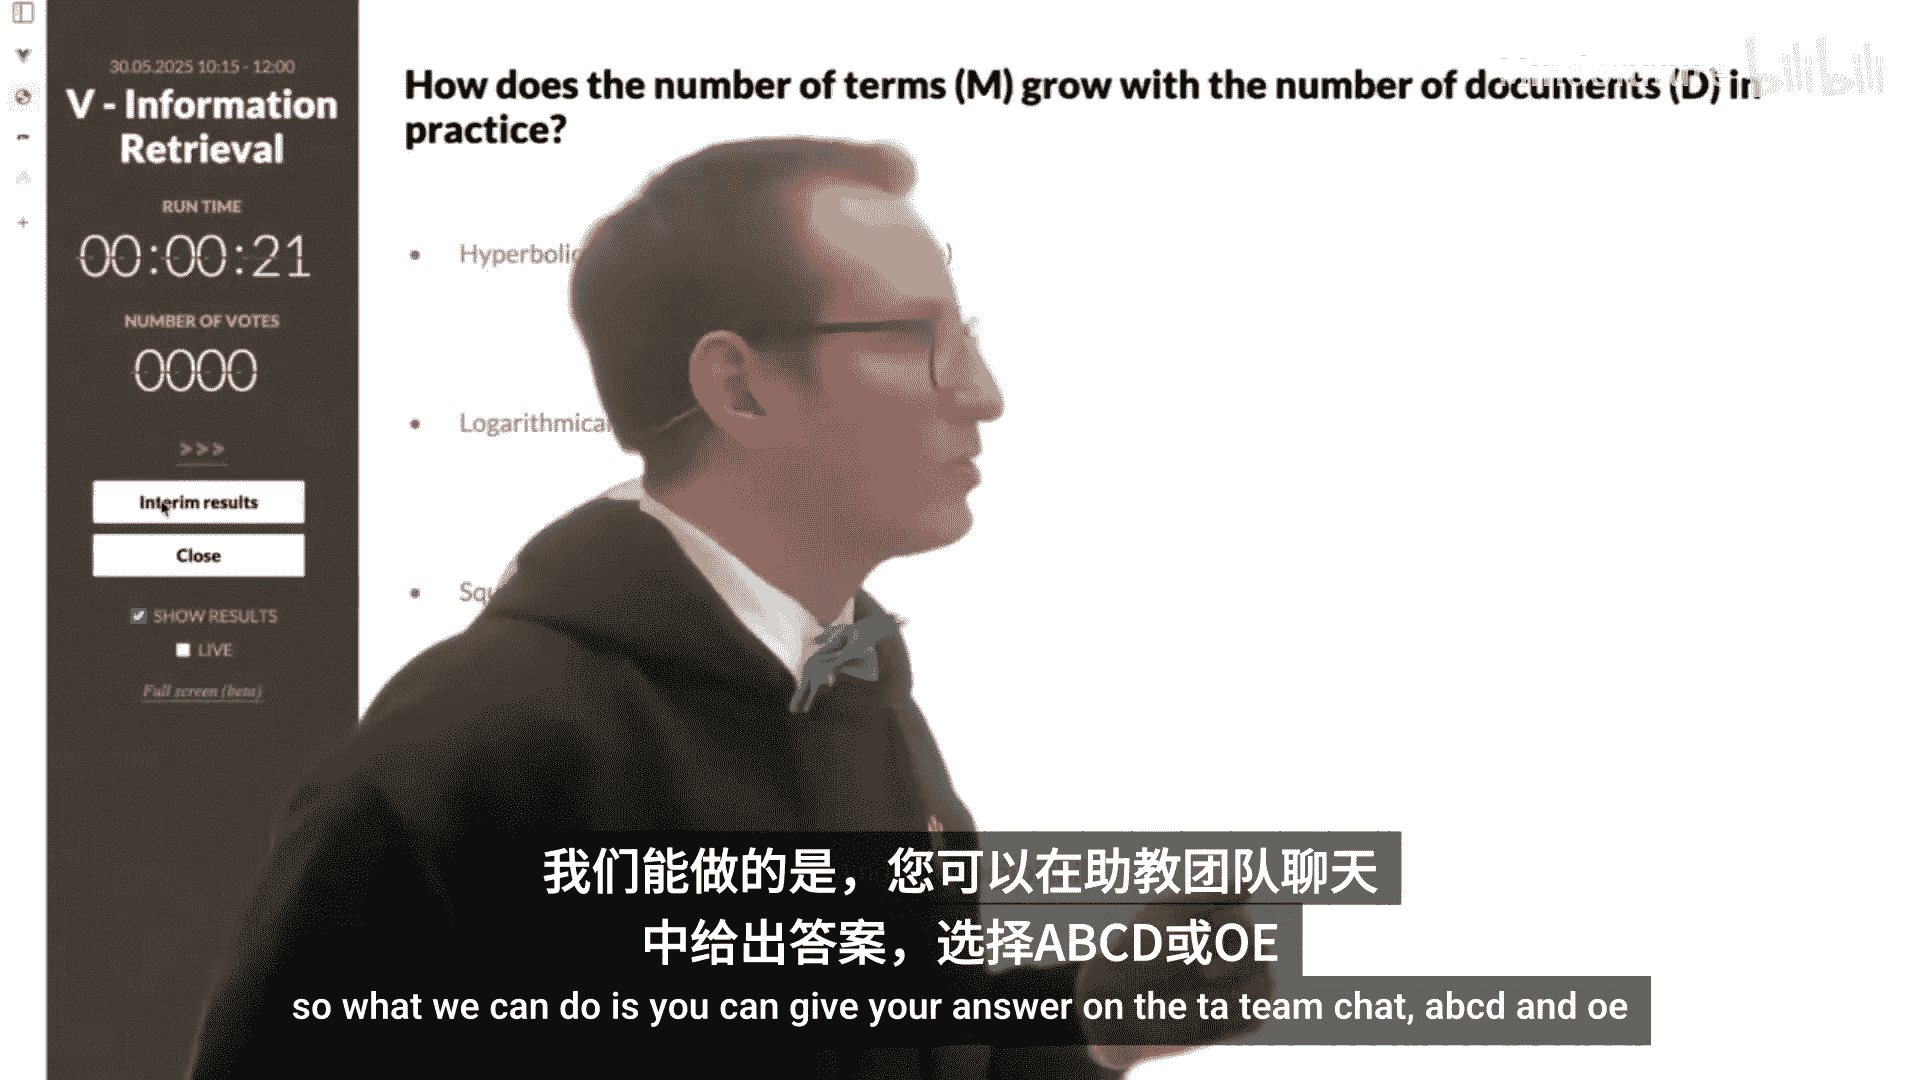 30.05.2025 10:15 - 12:00
V - Information
Retrieval
RUN TIME
00:00:21
NUMBER OF VOTES
0000
>>>
Interim results
Close
SHOW RESULTS
LIVE
Full screen (beta)
How does the number of terms (M) grow with the number of documents (D) in
practice?
bilibili
我们能做的是，您可以在助教团队聊天
中给出答案，选择ABCD或OE
so what we can do is you can give your answer on the ta team chat, abcd and oe